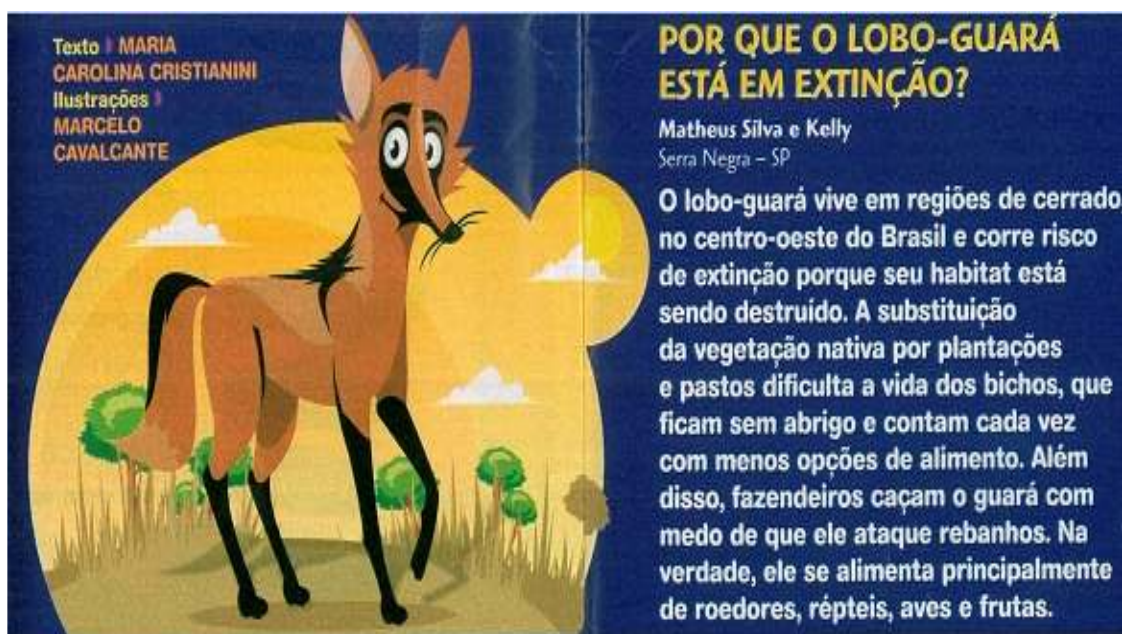 Texto MARIA
CAROLINA CRISTIANINI
Ilustrações
MARCELO
CAVALCANTE
POR QUE O LOBO-GUARÁ
ESTÁ EM EXTINÇÃO?
Matheus Silva e Kelly
Serra Negra – SP
O lobo-guará vive em regiões de cerrado
no centro-oeste do Brasil e corre risco
de extinção porque seu habitat está
sendo destruído. A substituição
da vegetação nativa por plantações
e pastos dificulta a vida dos bichos, que
ficam sem abrigo e contam cada vez
com menos opções de alimento. Além
disso, fazendeiros caçam o guará com
medo de que ele ataque rebanhos. Na
verdade, ele se alimenta principalmente
de roedores, répteis, aves e frutas.